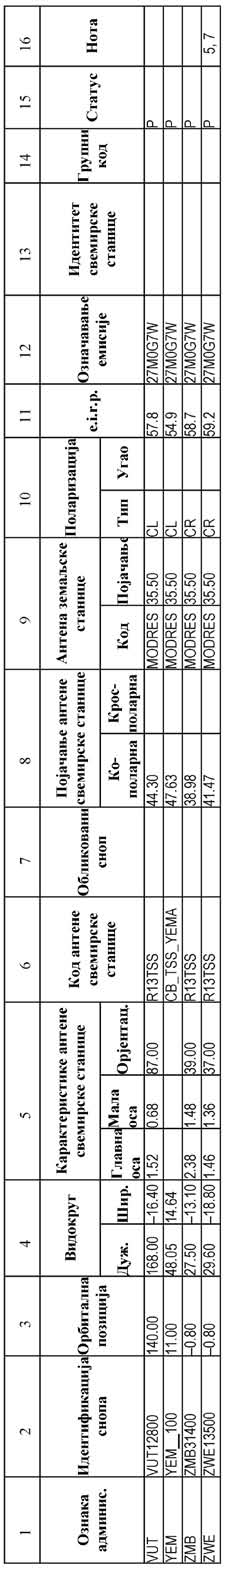 1 2 3 4 5 6 7 8 9 10 11 12 13 14 15 16
Ознака админис. Идентификација снопа Орбитална позиција Видокруг Карактеристике антене свемирске станице Код антене свемирске станице Обликовани сноп Појачање антене свемирске станице Антена земаљске станице Поларизација e.i.r.p. Означавање емисије Идентитет свемирске станице Групни код Статус Нота
Дуж. Шир. Главна оса Мала оса Орјентац. Ко-поларна Крос-поларна Код Појачање Тип Угао
VUT VUT12800 140.00 168.00 –16.40 1.52 0.68 87.00 R13TSS 44.30 MODRES 35.50 CL 57.8 27M0G7W P
YEM YEM__100 11.00 48.05 14.64 CB_TSS_YEMA 47.63 MODRES 35.50 CL 54.9 27M0G7W P
ZMB ZMB31400 –0.80 27.50 –13.10 2.38 1.48 39.00 R13TSS 38.98 MODRES 35.50 CR 58.7 27M0G7W P
ZWE ZWE13500 –0.80 29.60 –18.80 1.46 1.36 37.00 R13TSS 41.47 MODRES 35.50 CR 59.2 27M0G7W P 5, 7